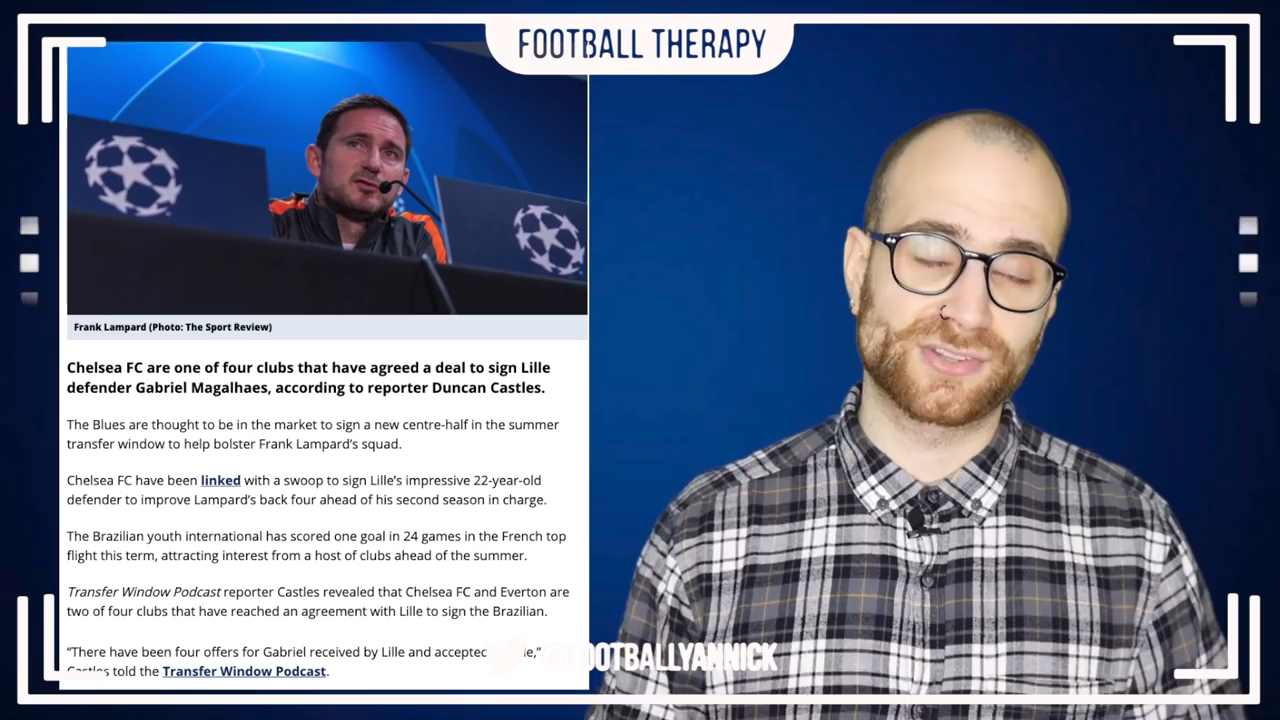 FOOTBALL THERAPY
Frank Lampard (Photo: The Sport Review)
Chelsea FC are one of four clubs that have agreed a deal to sign Lille
defender Gabriel Magalhaes, according to reporter Duncan Castles.
The Blues are thought to be in the market to sign a new centre-half in the summer
transfer window to help bolster Frank Lampard's squad.
Chelsea FC have been linked with a swoop to sign Lille's impressive 22-year-old
defender to improve Lampard's back four ahead of his second season in charge.
The Brazilian youth international has scored one goal in 24 games in the French top
flight this term, attracting interest from a host of clubs ahead of the summer.
Transfer Window Podcast reporter Castles revealed that Chelsea FC and Everton are
two of four clubs that have reached an agreement with Lille to sign the Brazilian.
“There have been four offers for Gabriel received by Lille and accepted
Castles told the Transfer Window Podcast.
@FOOTBALLYANNICK